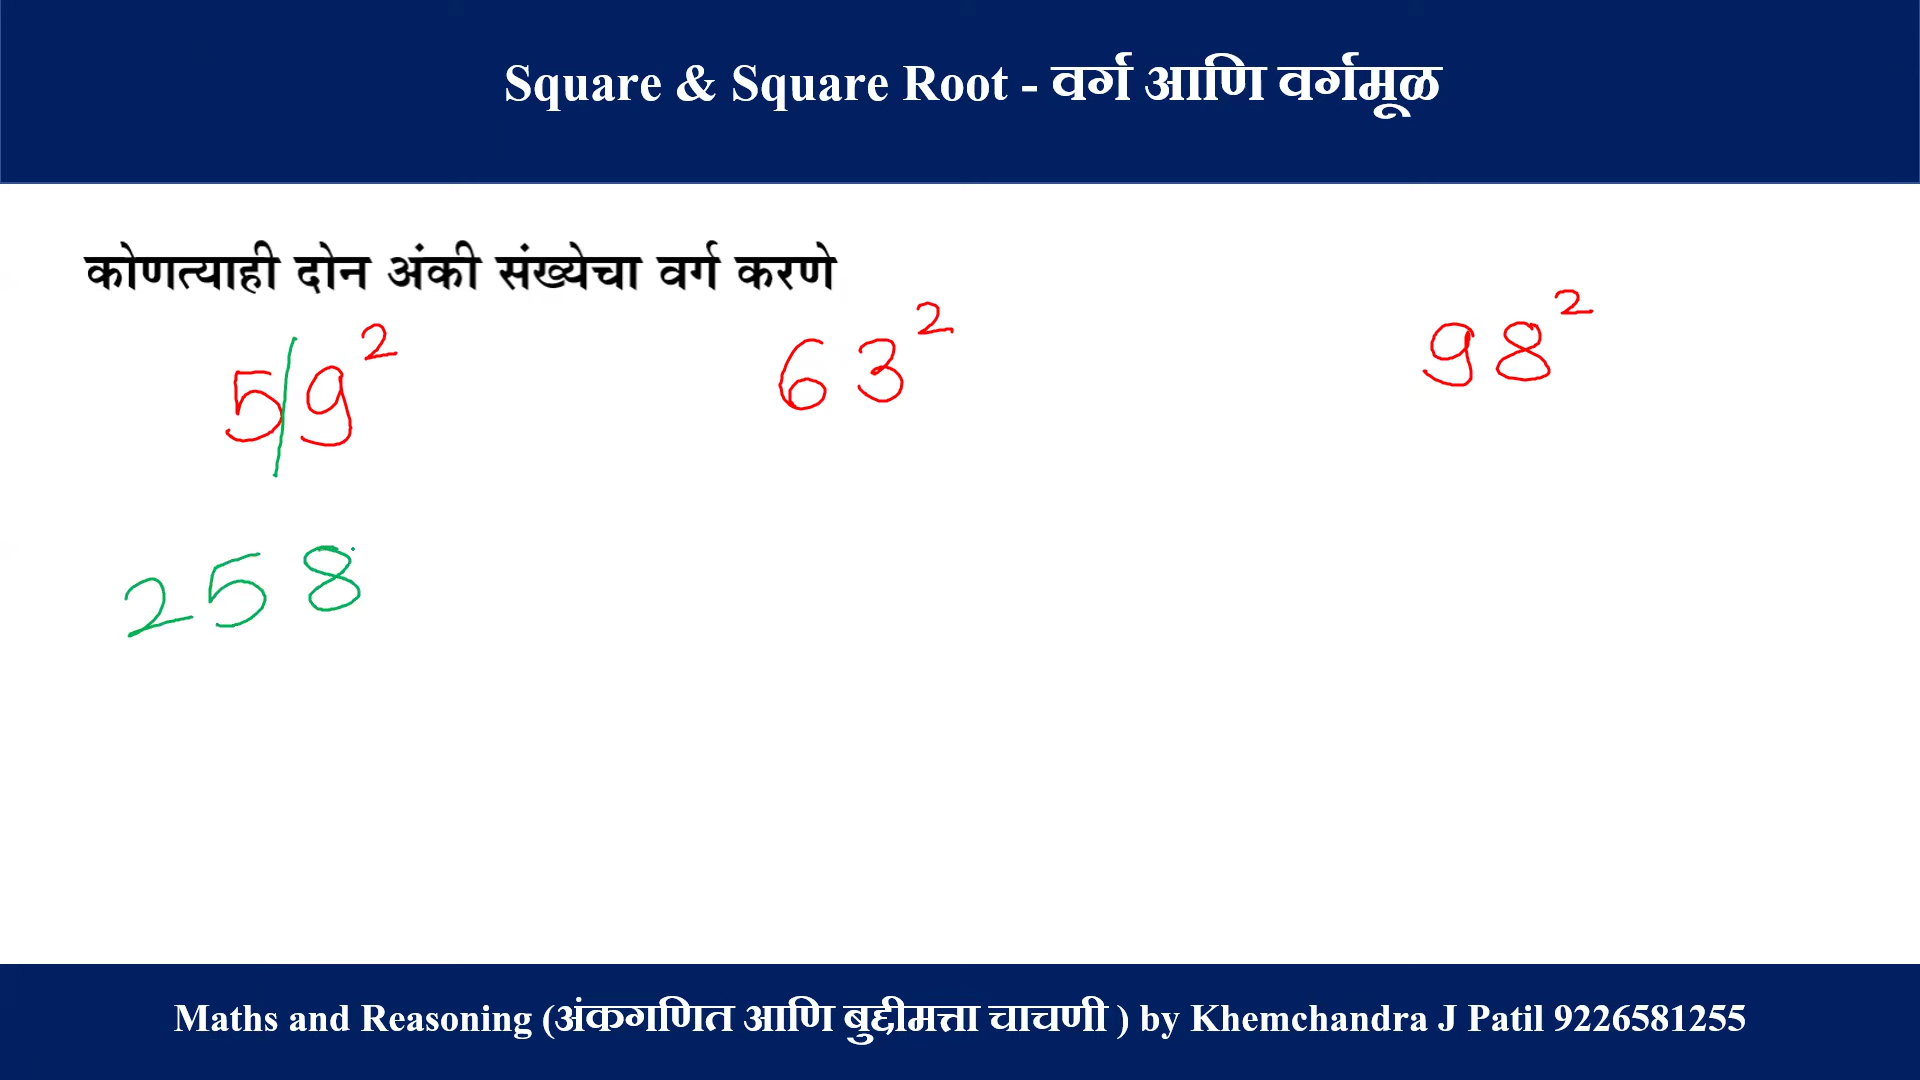 Square & Square Root - वर्ग आणि वर्गमूळ
कोणत्याही दोन अंकी संख्येचा वर्ग करणे
5/9² 63² 98²
258
Maths and Reasoning (अंकगणित आणि बुद्दीमत्ता चाचणी ) by Khemchandra J Patil 9226581255